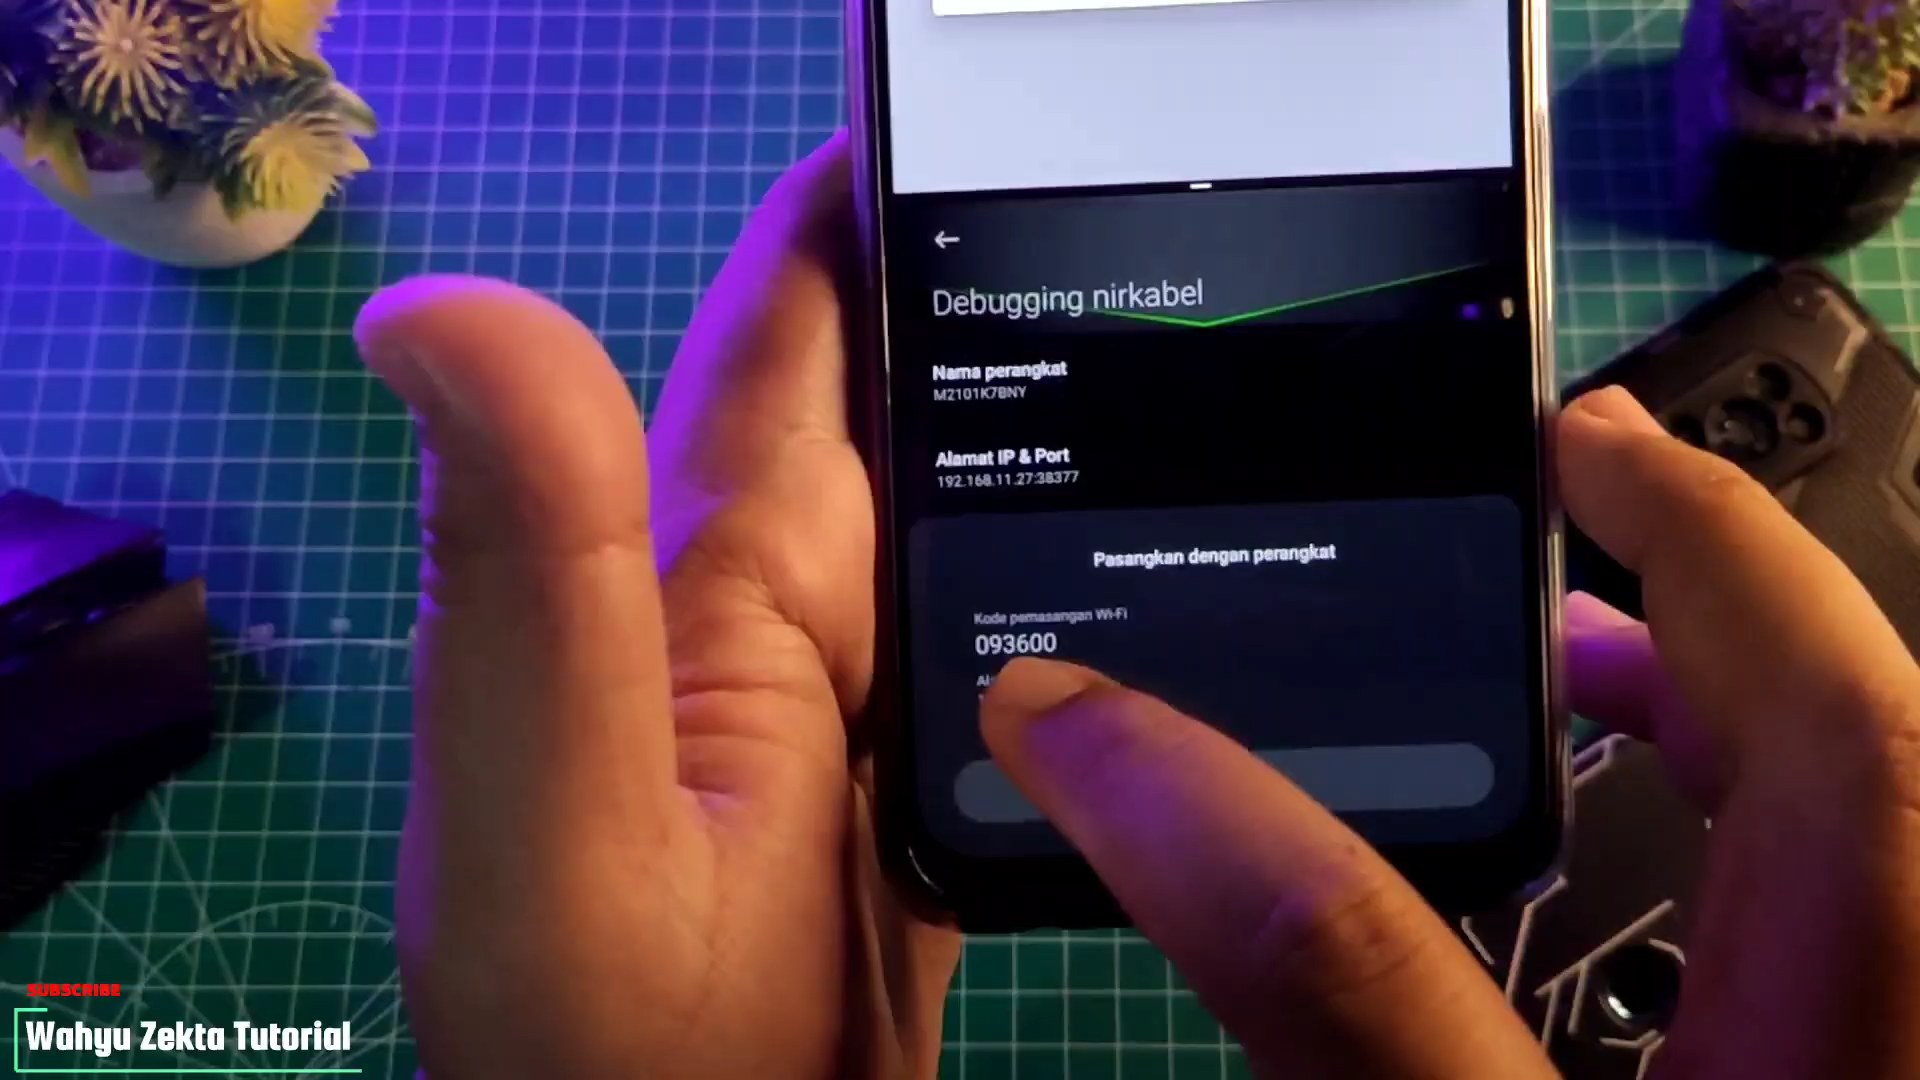 Debugging nirkabel
Nama perangkat
M2101K7BNY
Alamat IP & Port
192.168.11.27:38377
Pasangkan dengan perangkat
Kode pemasangan Wi-Fi
093600
SUBSCRIBE
Wahyu Zekta Tutorial